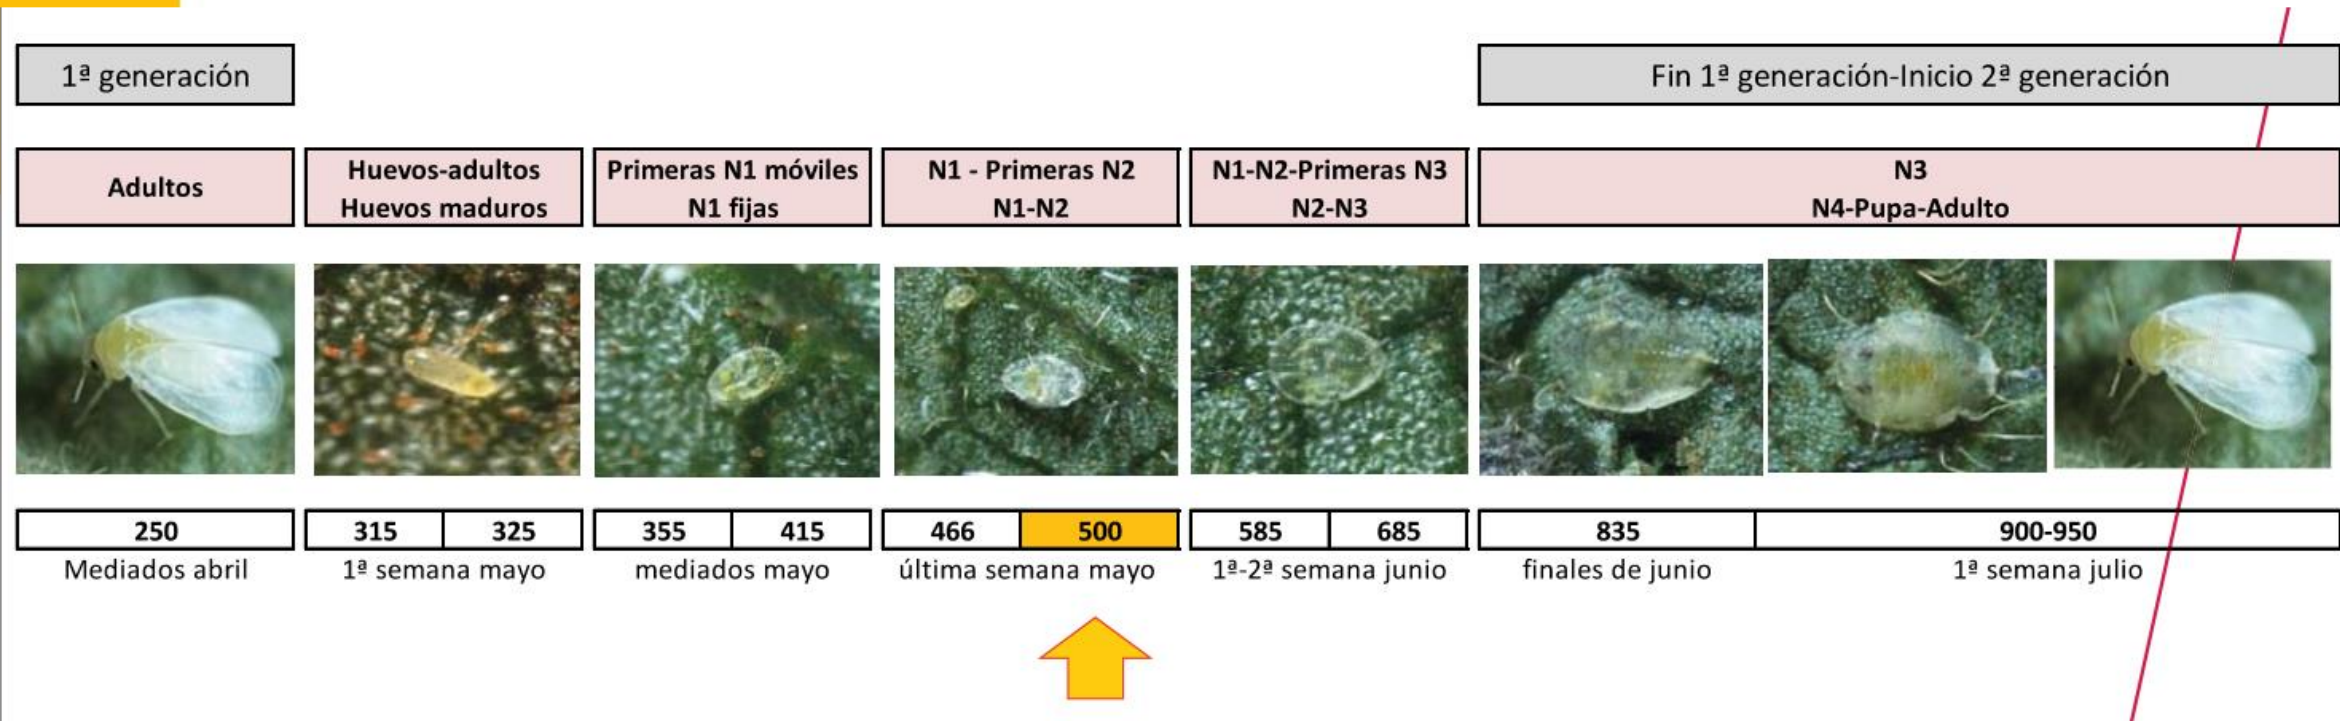 1ª generación
Fin 1ª generación-Inicio 2ª generación
Adultos
Huevos-adultos
Huevos maduros
Primeras N1 móviles
N1 fijas
N1 - Primeras N2
N1-N2
N1-N2-Primeras N3
N2-N3
N3
N4-Pupa-Adulto
250
315
325
355
415
466
500
585
685
835
900-950
Mediados abril
1ª semana mayo
mediados mayo
última semana mayo
1ª-2ª semana junio
finales de junio
1ª semana julio